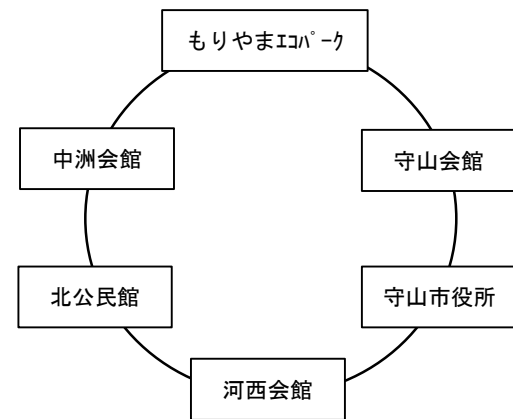 もりやまｴｺﾊﾟｰｸ
中洲会館
守山会館
北公民館
守山市役所
河西会館